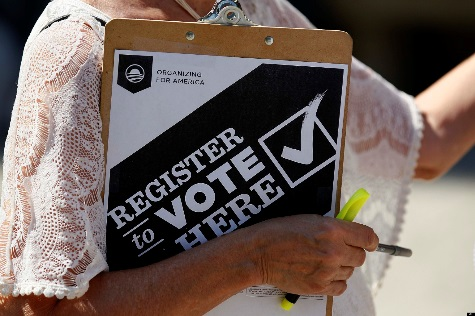 ORGANIZING
FOR AMERICA
REGISTER
to VOTE
HERE